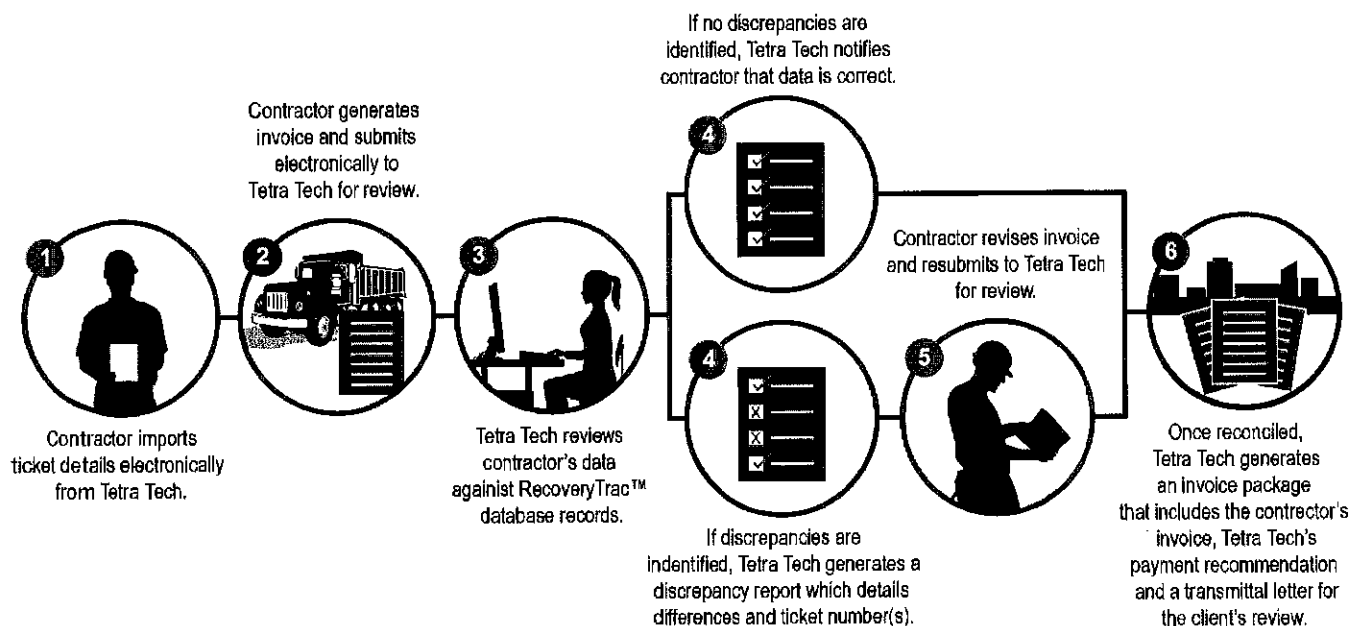 1
Contractor imports
ticket details electronically
from Tetra Tech.
Contractor generates
invoice and submits
electronically to
Tetra Tech for review.
2
3
Tetra Tech reviews
contractor's data
againist RecoveryTrac™
database records.
If no discrepancies are
identified, Tetra Tech notifies
contractor that data is correct.
4
4
If discrepancies are
indentified, Tetra Tech generates a
discrepancy report which details
differences and ticket number(s).
Contractor revises invoice
and resubmits to Tetra Tech
for review.
5
6
Once reconciled,
Tetra Tech generates
an invoice package
that includes the contrector's
invoice, Tetra Tech's
payment recommendation
and a transmittal letter for
the client's review.